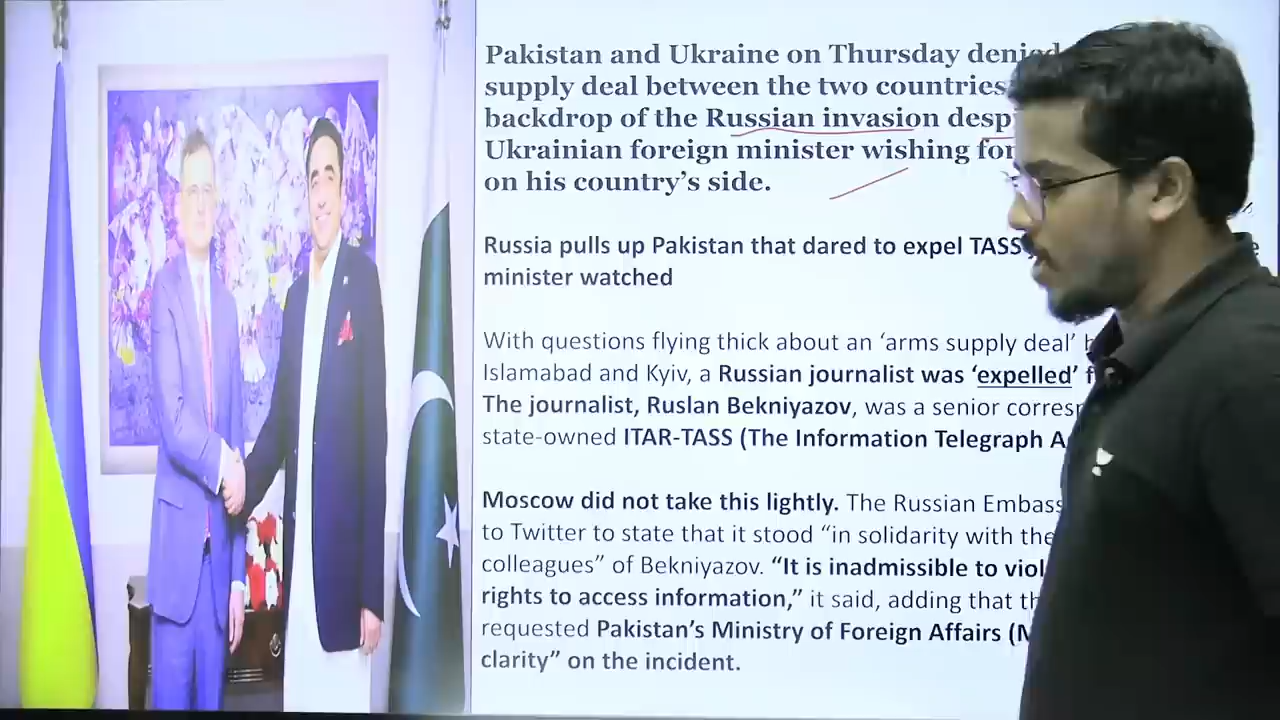 Pakistan and Ukraine on Thursday denied
supply deal between the two countries
backdrop of the Russian invasion
Ukrainian foreign minister wishing for
on his country's side.
Russia pulls up Pakistan that dared to expel TASS
minister watched
With questions flying thick about an 'arms supply deal'
Islamabad and Kyiv, a Russian journalist was 'expelled'
The journalist, Ruslan Bekniyazov, was a senior
state-owned ITAR-TASS (The Information Telegraph
Moscow did not take this lightly. The Russian
to Twitter to state that it stood "in solidarity with the
colleagues" of Bekniyazov. "It is inadmissible to
rights to access information," it said, adding that
requested Pakistan's Ministry of Foreign Affairs
clarity" on the incident.